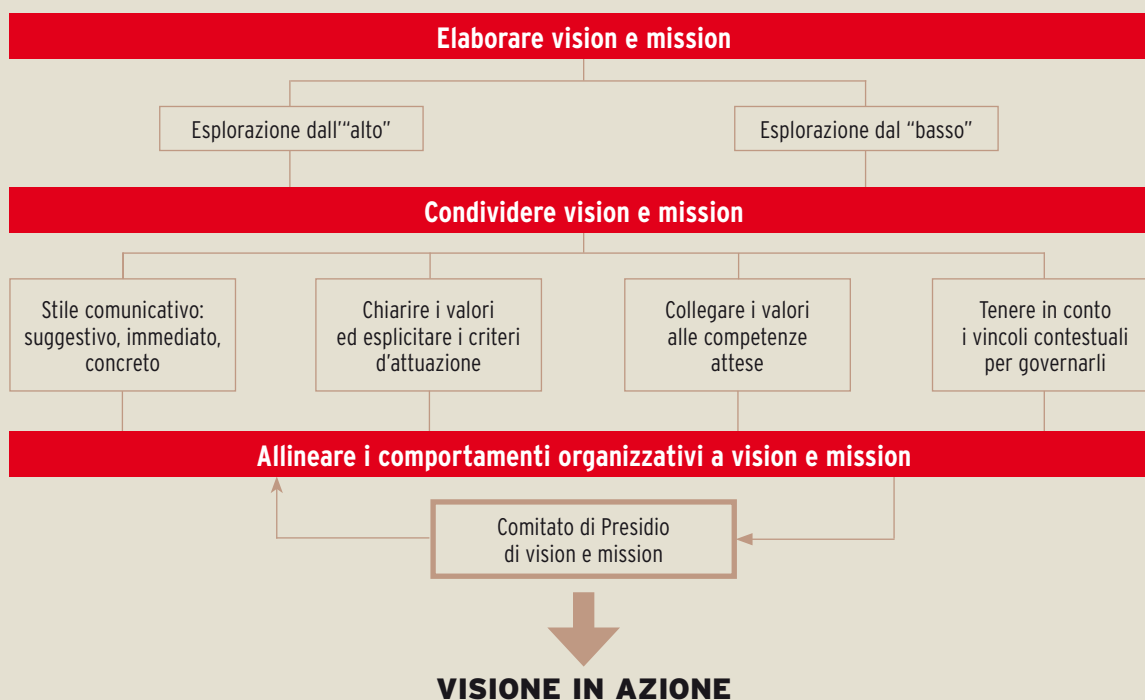 Elaborare vision e mission
Esplorazione dall'“alto”
Esplorazione dal “basso”
Condividere vision e mission
Stile comunicativo:
suggestivo, immediato,
concreto
Chiarire i valori
ed esplicitare i criteri
d'attuazione
Collegare i valori
alle competenze
attese
Tenere in conto
i vincoli contestuali
per governarli
Allineare i comportamenti organizzativi a vision e mission
Comitato di Presidio
di vision e mission
VISIONE IN AZIONE